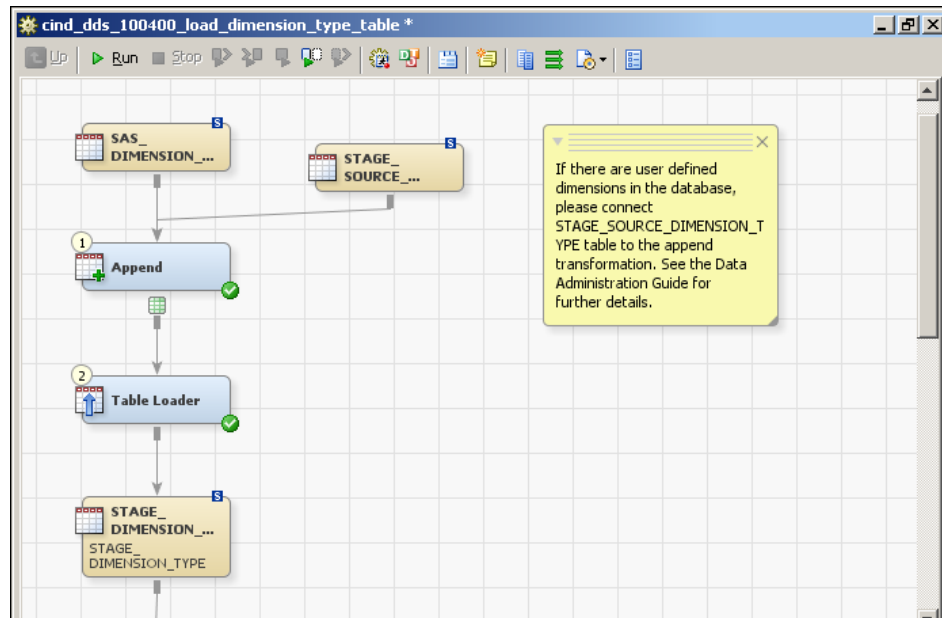 cind_dds_100400_load_dimension_type_table *
Up Run Stop
SAS_
DIMENSION_...
S
STAGE_
SOURCE_...
S
If there are user defined
dimensions in the database,
please connect
STAGE_SOURCE_DIMENSION_T
YPE table to the append
transformation. See the Data
Administration Guide for
further details.
1
Append
2
Table Loader
S
STAGE_
DIMENSION_...
STAGE_
DIMENSION_TYPE